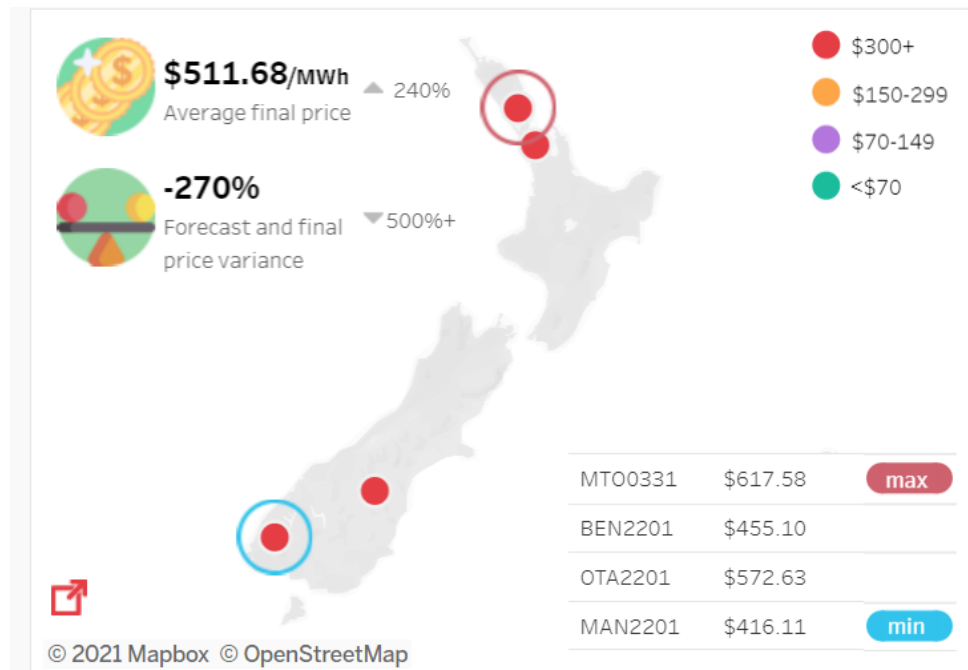 $511.68/MWh
Average final price
240%
-270%
Forecast and final
price variance
500%+
$300+
$150-299
$70-149
<$70
MTO0331 $617.58 max
BEN2201 $455.10
OTA2201 $572.63
MAN2201 $416.11 min
© 2021 Mapbox © OpenStreetMap